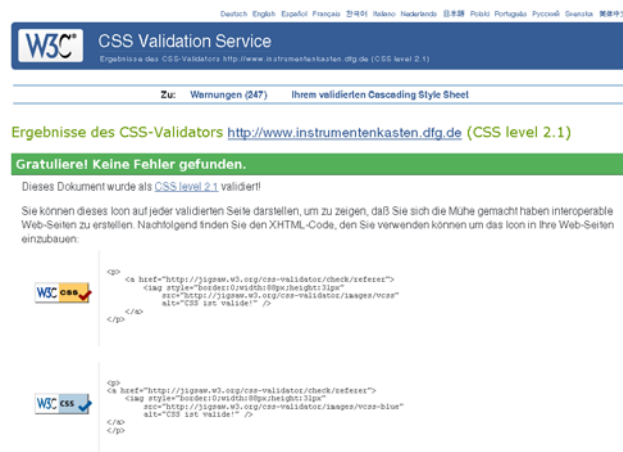 Deutsch English Español Français 한국어 Italiano Nederlands 日本語 Polski Português Русский Svenska 简体中文
W3C® CSS Validation Service
Ergebnisse des CSS-Validators http://www.instrumentenkasten.dfg.de (CSS level 2.1)
Zu: Warnungen (247) Ihrem validierten Cascading Style Sheet
Ergebnisse des CSS-Validators http://www.instrumentenkasten.dfg.de (CSS level 2.1)
Gratuliere! Keine Fehler gefunden.
Dieses Dokument wurde als CSS level 2.1 validiert!
Sie können dieses Icon auf jeder validierten Seite darstellen, um zu zeigen, daß Sie sich die Mühe gemacht haben interoperable
Web-Seiten zu erstellen. Nachfolgend finden Sie den XHTML-Code, den Sie verwenden können um das Icon in Ihre Web-Seiten
einzubauen:
<p>
<a href="http://jigsaw.w3.org/css-validator/check/referer">
<img style="border:0;width:88px;height:31px"
W3C css
src="http://jigsaw.w3.org/css-validator/images/vcss"
alt="CSS ist valide!" />
</a>
</p>
<p>
<a href="http://jigsaw.w3.org/css-validator/check/referer">
<img style="border:0;width:88px;height:31px"
W3C css
src="http://jigsaw.w3.org/css-validator/images/vcss-blue"
alt="CSS ist valide!" />
</a>
</p>